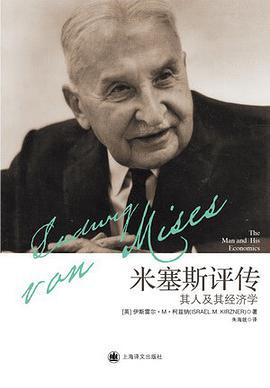 Ludwig
von Mises
The
Man and His
Economics
米塞斯评传
其人及其经济学
[英]伊斯雷尔·M·柯兹纳(ISRAEL M. KIRZNER)◎著
朱海就◎译
上海译文出版社